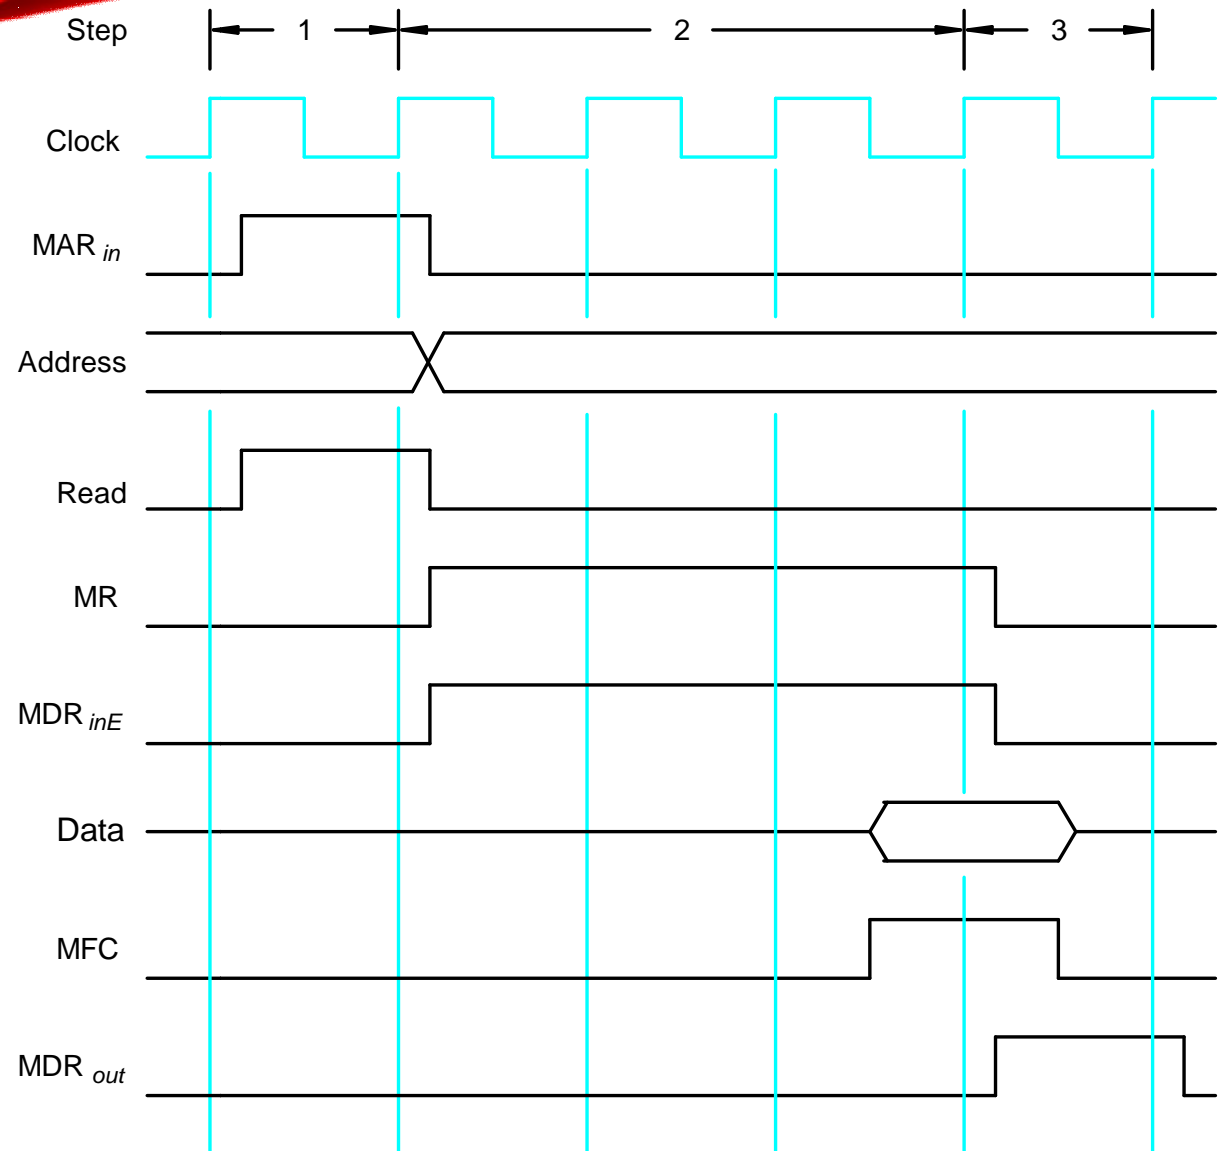 Step 1 2 3
Clock
MAR in
Address
Read
MR
MDR inE
Data
MFC
MDR out